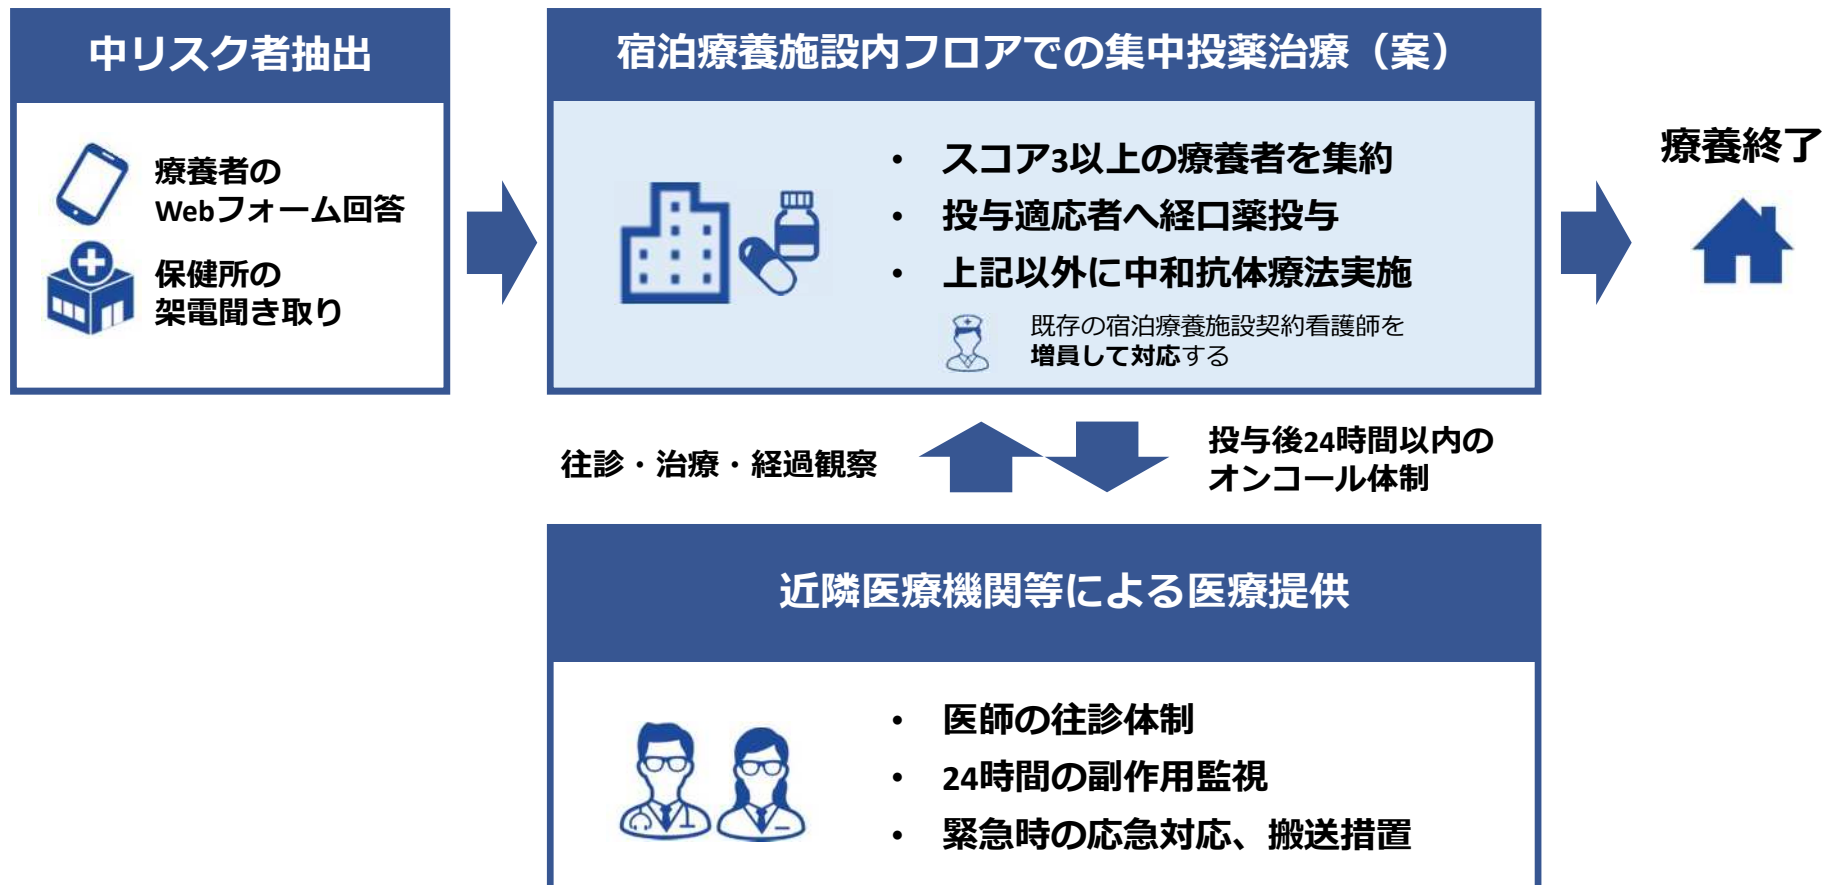 中リスク者抽出
療養者の
Webフォーム回答
保健所の
架電聞き取り
宿泊療養施設内フロアでの集中投薬治療（案）
• スコア3以上の療養者を集約
• 投与適応者へ経口薬投与
• 上記以外に中和抗体療法実施
既存の宿泊療養施設契約看護師を
増員して対応する
療養終了
往診・治療・経過観察
投与後24時間以内の
オンコール体制
近隣医療機関等による医療提供
• 医師の往診体制
• 24時間の副作用監視
• 緊急時の応急対応、搬送措置